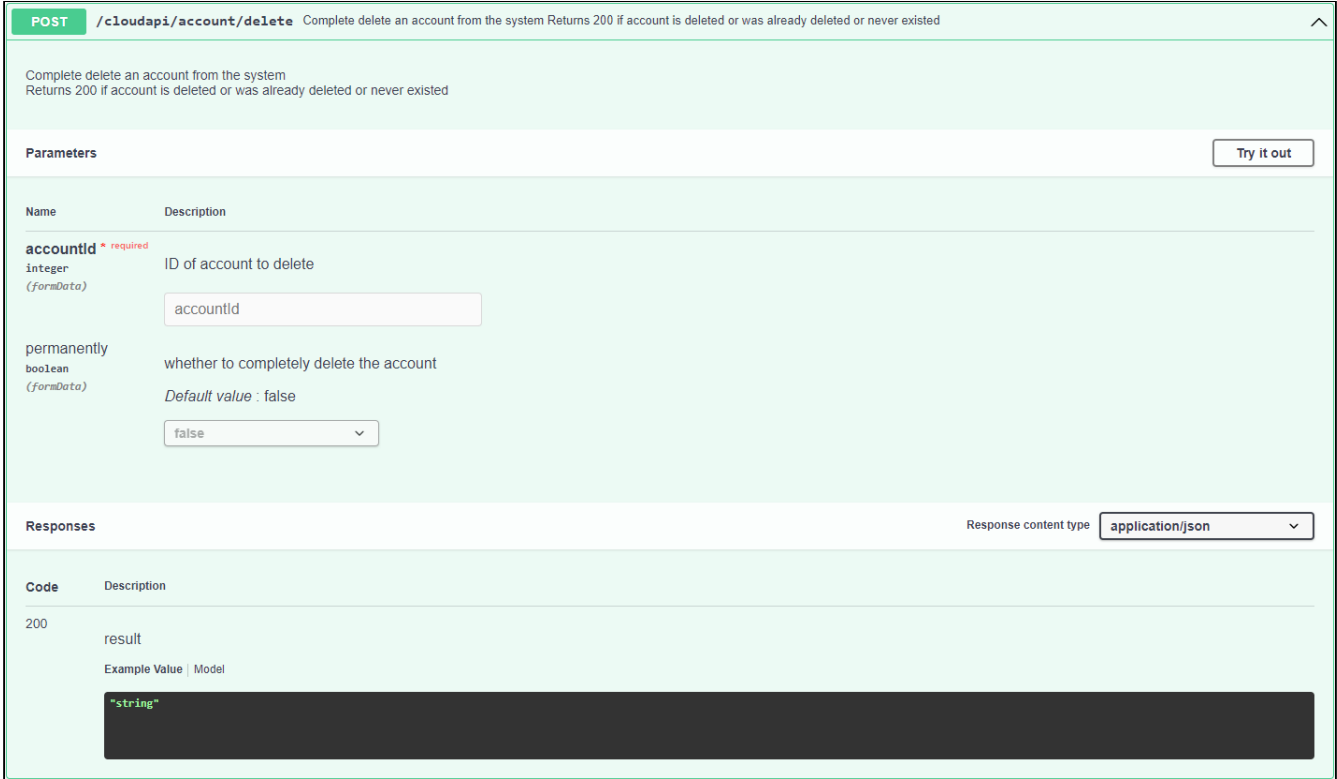 POST /cloudapi/account/delete Complete delete an account from the system Returns 200 if account is deleted or was already deleted or never existed
Complete delete an account from the system
Returns 200 if account is deleted or was already deleted or never existed
Parameters Try it out
Name Description
accountId * required
integer
(formData)
ID of account to delete
accountId
permanently
boolean
(formData)
whether to completely delete the account
Default value : false
false
Responses Response content type application/json
Code Description
200
result
Example Value | Model
"string"